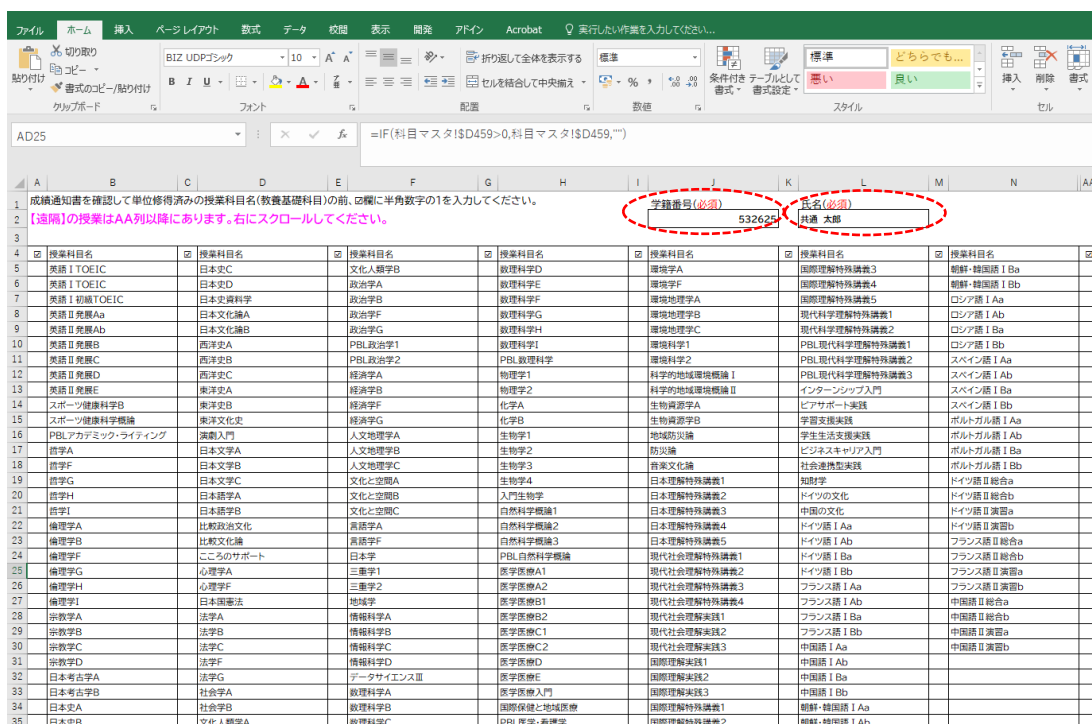 ファイル ホーム 挿入 ページ レイアウト 数式 データ 校閲 表示 開発 アドイン Acrobat 実行したい作業を入力してください...
貼り付け 切り取り コピー 書式のコピー/貼り付け クリップボード
BIZ UDPゴシック 10 B I U フォント
折り返して全体を表示する セルを結合して中央揃え 配置
標準 % 数値
条件付き書式 テーブルとして書式設定 標準 どちらでも... 悪い 良い スタイル
挿入 削除 書式 セル
AD25 fx =IF(科目マスタ!$D459>0,科目マスタ!$D459,"")
A B C D E F G H I J K L M N AA
1 成績通知書を確認して単位修得済みの授業科目名(教養基礎科目)の前、☑欄に半角数字の1を入力してください。 学籍番号(必須) 氏名(必須)
2 【遠隔】の授業はAA列以降にあります。右にスクロールしてください。 532625 共通 太郎
3
4 ☑ 授業科目名 ☑ 授業科目名 ☑ 授業科目名 ☑ 授業科目名 ☑ 授業科目名 ☑ 授業科目名 ☑ 授業科目名 ☑
5 英語ⅠTOEIC 日本史C 文化人類学B 数理科学D 環境学A 国際理解特殊講義3 朝鮮・韓国語ⅠBa
6 英語ⅠTOEIC 日本史D 政治学A 数理科学E 環境学F 国際理解特殊講義4 朝鮮・韓国語ⅠBb
7 英語Ⅰ初級TOEIC 日本史資料学 政治学B 数理科学F 環境地理学A 国際理解特殊講義5 ロシア語ⅠAa
8 英語Ⅱ発展Aa 日本文化論A 政治学F 数理科学G 環境地理学B 現代科学理解特殊講義1 ロシア語ⅠAb
9 英語Ⅱ発展Ab 日本文化論B 政治学G 数理科学H 環境地理学C 現代科学理解特殊講義2 ロシア語ⅠBa
10 英語Ⅱ発展B 西洋史A PBL政治学1 数理科学I 環境科学1 PBL現代科学理解特殊講義1 ロシア語ⅠBb
11 英語Ⅱ発展C 西洋史B PBL政治学2 PBL数理科学 環境科学2 PBL現代科学理解特殊講義2 スペイン語ⅠAa
12 英語Ⅱ発展D 西洋史C 経済学A 物理学1 科学的地域環境概論Ⅰ PBL現代科学理解特殊講義3 スペイン語ⅠAb
13 英語Ⅱ発展E 東洋史A 経済学B 物理学2 科学的地域環境概論Ⅱ インターンシップ入門 スペイン語ⅠBa
14 スポーツ健康科学B 東洋史B 経済学F 化学A 生物資源学A ピアサポート実践 スペイン語ⅠBb
15 スポーツ健康科学概論 東洋文化史 経済学G 化学B 生物資源学B 学習支援実践 ポルトガル語ⅠAa
16 PBLアカデミック・ライティング 演劇入門 人文地理学A 生物学1 地域防災論 学生生活支援実践 ポルトガル語ⅠAb
17 哲学A 日本文学A 人文地理学B 生物学2 防災論 ビジネスキャリア入門 ポルトガル語ⅠBa
18 哲学F 日本文学B 人文地理学C 生物学3 音楽文化論 社会連携型実践 ポルトガル語ⅠBb
19 哲学G 日本文学C 文化と空間A 生物学4 日本理解特殊講義1 知財学 ドイツ語Ⅱ総合a
20 哲学H 日本語学A 文化と空間B 入門生物学 日本理解特殊講義2 ドイツの文化 ドイツ語Ⅱ総合b
21 哲学I 日本語学B 文化と空間C 自然科学概論1 日本理解特殊講義3 中国の文化 ドイツ語Ⅱ演習a
22 倫理学A 比較政治文化 言語学A 自然科学概論2 日本理解特殊講義4 ドイツ語ⅠAa ドイツ語Ⅱ演習b
23 倫理学B 比較文化論 言語学F 自然科学概論3 日本理解特殊講義5 ドイツ語ⅠAb フランス語Ⅱ総合a
24 倫理学F こころのサポート 日本学 PBL自然科学概論 現代社会理解特殊講義1 ドイツ語ⅠBa フランス語Ⅱ総合b
25 倫理学G 心理学A 三重学1 医学医療A1 現代社会理解特殊講義2 ドイツ語ⅠBb フランス語Ⅱ演習a
26 倫理学H 心理学F 三重学2 医学医療A2 現代社会理解特殊講義3 フランス語ⅠAa フランス語Ⅱ演習b
27 倫理学I 日本国憲法 地域学 医学医療B1 現代社会理解特殊講義4 フランス語ⅠAb 中国語Ⅱ総合a
28 宗教学A 法学A 情報科学A 医学医療B2 現代社会理解実践1 フランス語ⅠBa 中国語Ⅱ総合b
29 宗教学B 法学B 情報科学B 医学医療C1 現代社会理解実践2 フランス語ⅠBb 中国語Ⅱ演習a
30 宗教学C 法学C 情報科学C 医学医療C2 現代社会理解実践3 中国語ⅠAa 中国語Ⅱ演習b
31 宗教学D 法学F 情報科学D 医学医療D 国際理解実践1 中国語ⅠAb
32 日本考古学A 法学G データサイエンスⅢ 医学医療E 国際理解実践2 中国語ⅠBa
33 日本考古学B 社会学A 数理科学A 医学医療入門 国際理解実践3 中国語ⅠBb
34 日本史A 社会学B 数理科学B 国際保健と地域医療 国際理解特殊講義1 朝鮮・韓国語ⅠAa
35 日本史B 文化人類学A 数理科学C PBL医学・看護学 国際理解特殊講義2 朝鮮・韓国語ⅠAb